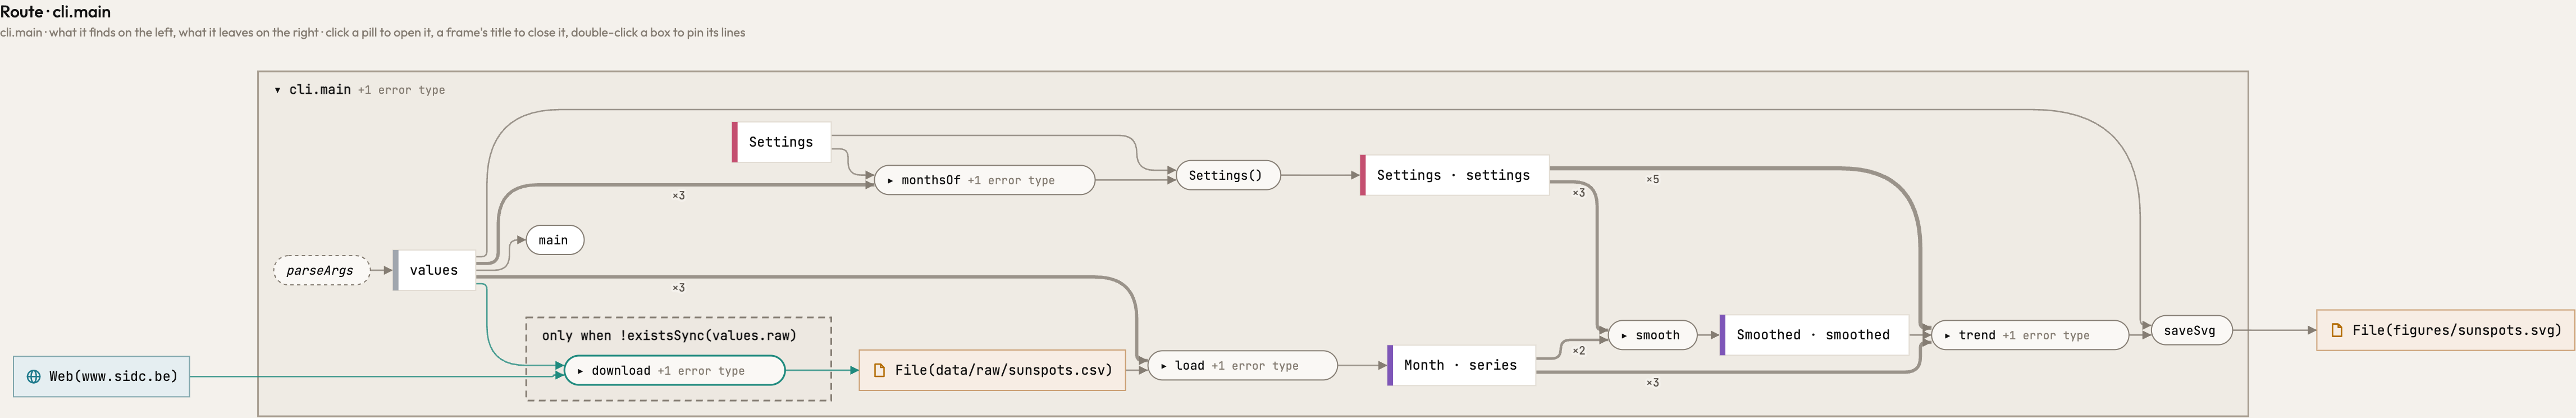 Route · cli.main
cli.main · what it finds on the left, what it leaves on the right · click a pill to open it, a frame's title to close it, double-click a box to pin its lines
▼ cli.main +1 error type
Settings
▸ monthsOf +1 error type
Settings()
Settings · settings
×5
×3
×3
main
parseArgs
values
×3
only when !existsSync(values.raw)
▸ smooth
Smoothed · smoothed
▸ trend +1 error type
saveSvg
File(figures/sunspots.svg)
×2
Web(www.sidc.be)
▸ download +1 error type
File(data/raw/sunspots.csv)
▸ load +1 error type
Month · series
×3